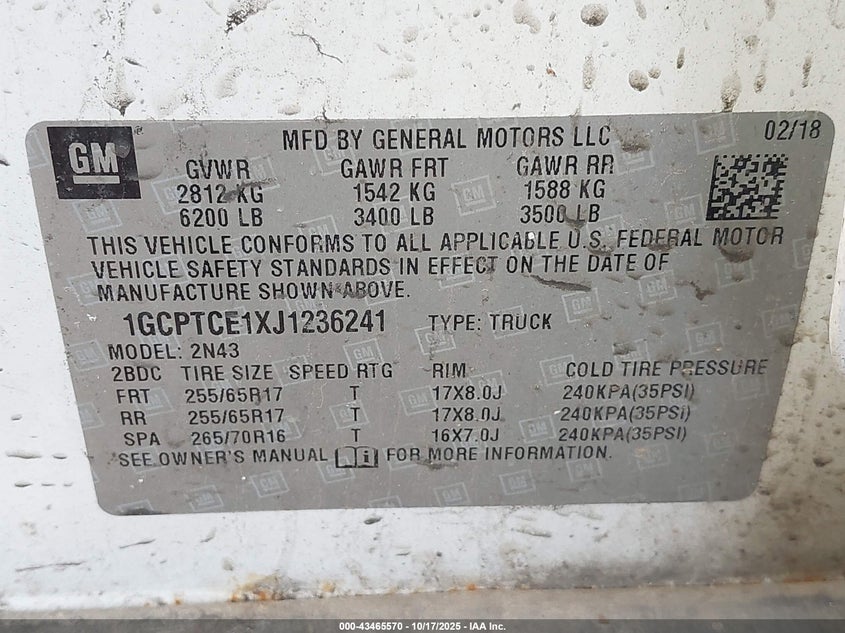 GM
MFD BY GENERAL MOTORS LLC 02/18
GVWR GAWR FRT GAWR RR
2812 KG 1542 KG 1588 KG
6200 LB 3400 LB 3500 LB
THIS VEHICLE CONFORMS TO ALL APPLICABLE U.S. FEDERAL MOTOR
VEHICLE SAFETY STANDARDS IN EFFECT ON THE DATE OF
MANUFACTURE SHOWN ABOVE.
1GCPTCE1XJ1236241 TYPE: TRUCK
MODEL: 2N43
2BDC TIRE SIZE SPEED RTG RIM COLD TIRE PRESSURE
FRT 255/65R17 T 17X8.0J 240KPA(35PSI)
RR 255/65R17 T 17X8.0J 240KPA(35PSI)
SPA 265/70R16 T 16X7.0J 240KPA(35PSI)
SEE OWNER'S MANUAL FOR MORE INFORMATION.
000-43465570 | 10/17/2025 - IAA Inc.